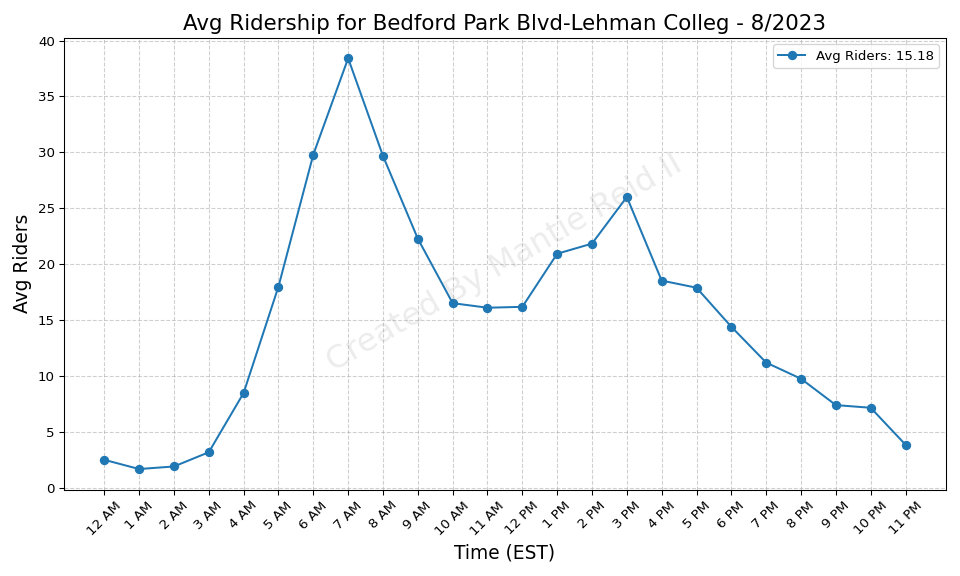 Avg Ridership for Bedford Park Blvd-Lehman Colleg - 8/2023
Avg Riders: 15.18
40
35
30
25
20
15
10
5
0
Avg Riders
Created By Mantie Reid II
12 AM
1 AM
2 AM
3 AM
4 AM
5 AM
6 AM
7 AM
8 AM
9 AM
10 AM
11 AM
12 PM
1 PM
2 PM
3 PM
4 PM
5 PM
6 PM
7 PM
8 PM
9 PM
10 PM
11 PM
Time (EST)